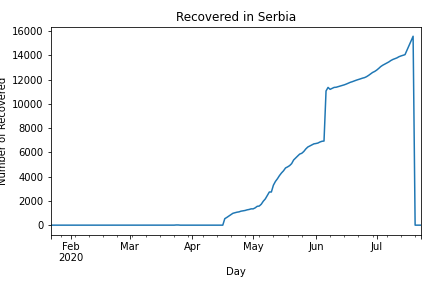 Recovered in Serbia
16000
14000
12000
10000
8000
6000
4000
2000
0
Number of Recovered
Feb
2020
Mar
Apr
May
Jun
Jul
Day